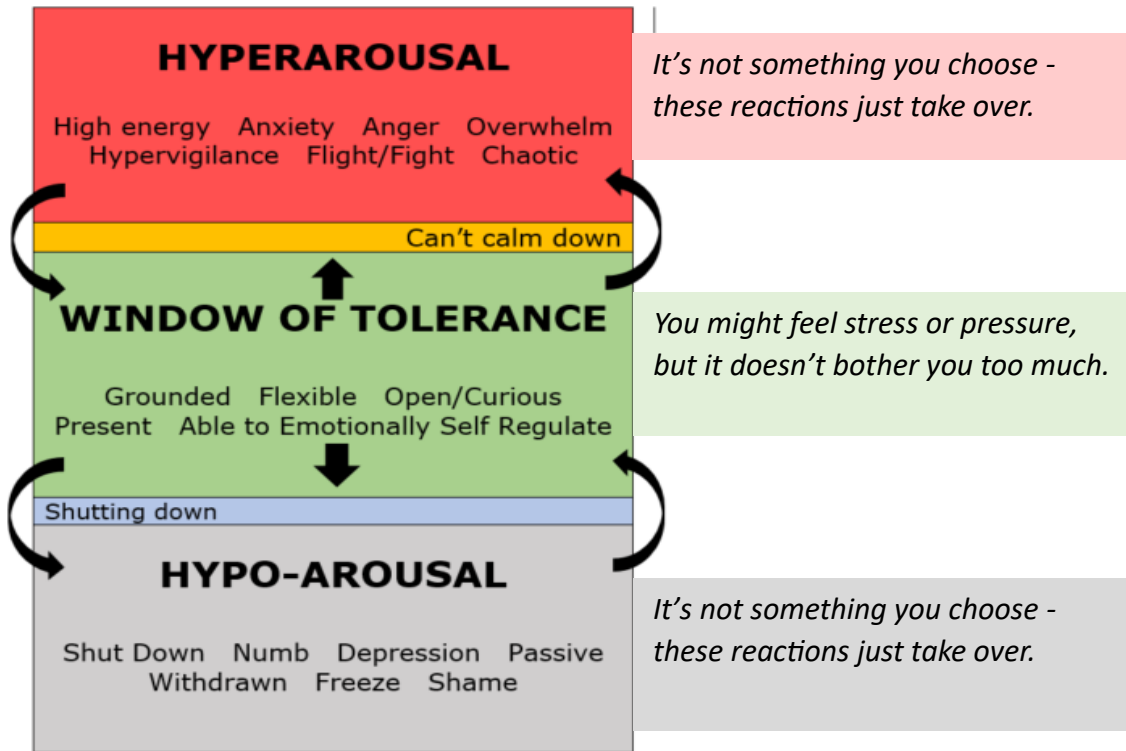 HYPERAROUSAL
High energy Anxiety Anger Overwhelm
Hypervigilance Flight/Fight Chaotic
It’s not something you choose -
these reactions just take over.
Can’t calm down
WINDOW OF TOLERANCE
Grounded Flexible Open/Curious
Present Able to Emotionally Self Regulate
You might feel stress or pressure,
but it doesn’t bother you too much.
Shutting down
HYPO-AROUSAL
Shut Down Numb Depression Passive
Withdrawn Freeze Shame
It’s not something you choose -
these reactions just take over.